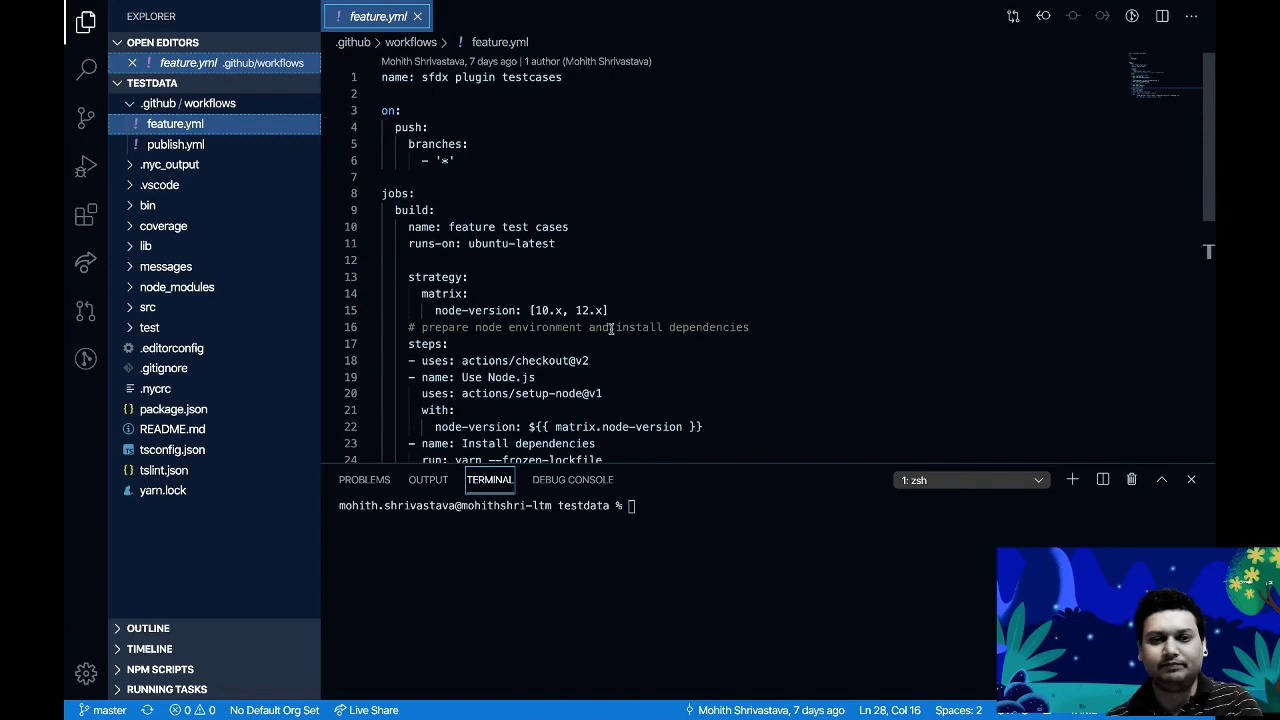 EXPLORER
OPEN EDITORS
feature.yml .github/workflows
TESTDATA
.github / workflows
feature.yml
publish.yml
.nyc_output
.vscode
bin
coverage
lib
messages
node_modules
src
test
.editorconfig
.gitignore
.nycrc
package.json
README.md
tsconfig.json
tslint.json
yarn.lock
OUTLINE
TIMELINE
NPM SCRIPTS
RUNNING TASKS
feature.yml
.github > workflows > feature.yml
Mohith Shrivastava, 7 days ago | 1 author (Mohith Shrivastava)
1 name: sfdx plugin testcases
2
3 on:
4 push:
5 branches:
6 - '*'
7
8 jobs:
9 build:
10 name: feature test cases
11 runs-on: ubuntu-latest
12
13 strategy:
14 matrix:
15 node-version: [10.x, 12.x]
16 # prepare node environment and install dependencies
17 steps:
18 - uses: actions/checkout@v2
19 - name: Use Node.js
20 uses: actions/setup-node@v1
21 with:
22 node-version: ${{ matrix.node-version }}
23 - name: Install dependencies
24 run: yarn --frozen-lockfile
PROBLEMS OUTPUT TERMINAL DEBUG CONSOLE 1: zsh
mohith.shrivastava@mohithshri-ltm testdata %
master 0 0 No Default Org Set Live Share Mohith Shrivastava, 7 days ago Ln 28, Col 16 Spaces: 2